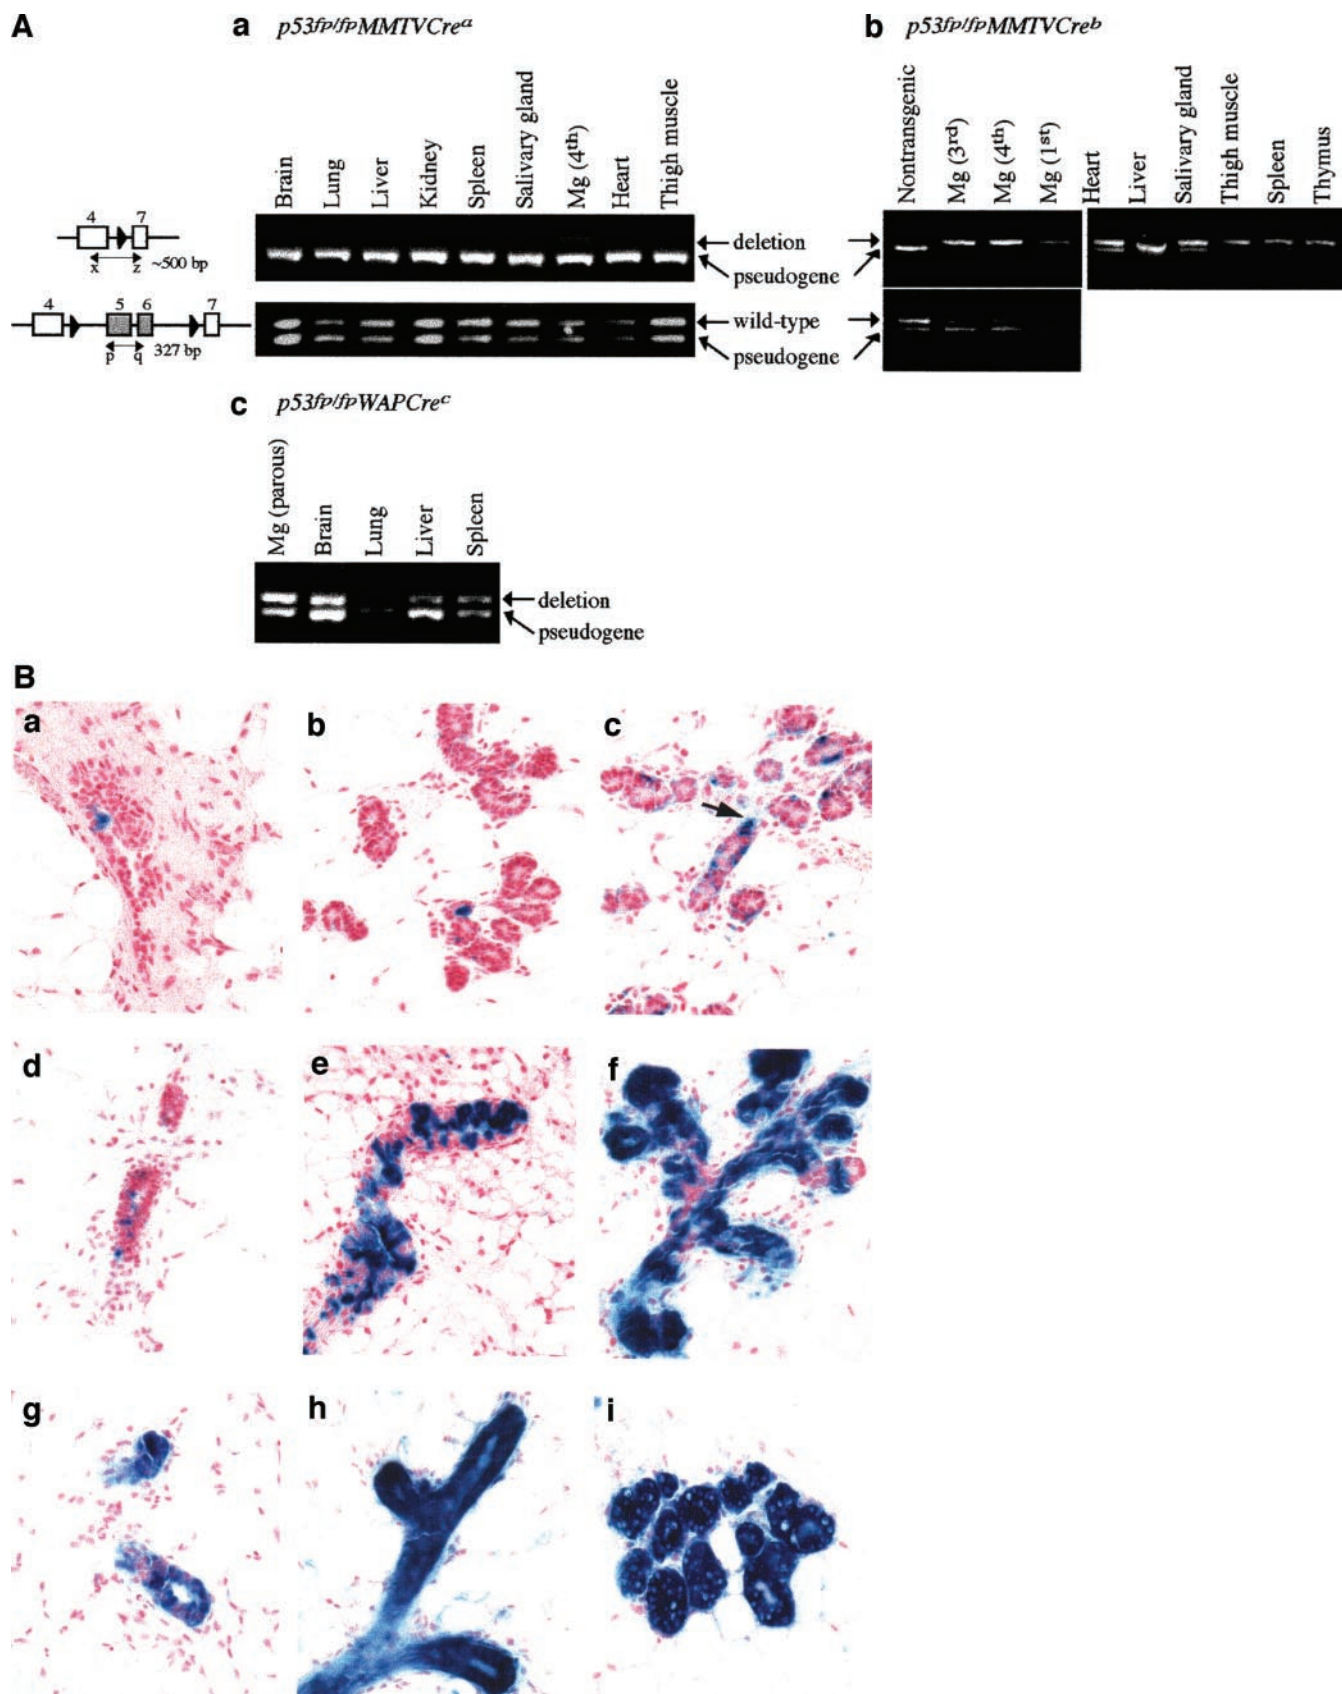 A
a p53fp/fpMMTVCrea
b p53fp/fpMMTVCreb
Brain
Lung
Liver
Kidney
Spleen
Salivary gland
Mg (4th)
Heart
Thigh muscle
Nontransgenic
Mg (3rd)
Mg (4th)
Mg (1st)
Heart
Liver
Salivary gland
Thigh muscle
Spleen
Thymus
4 7
x z ~500 bp
deletion
pseudogene
4 5 6 7
p q 327 bp
wild-type
pseudogene
c p53fp/fpWAPCrec
Mg (parous)
Brain
Lung
Liver
Spleen
deletion
pseudogene
B
a
b
c
d
e
f
g
h
i